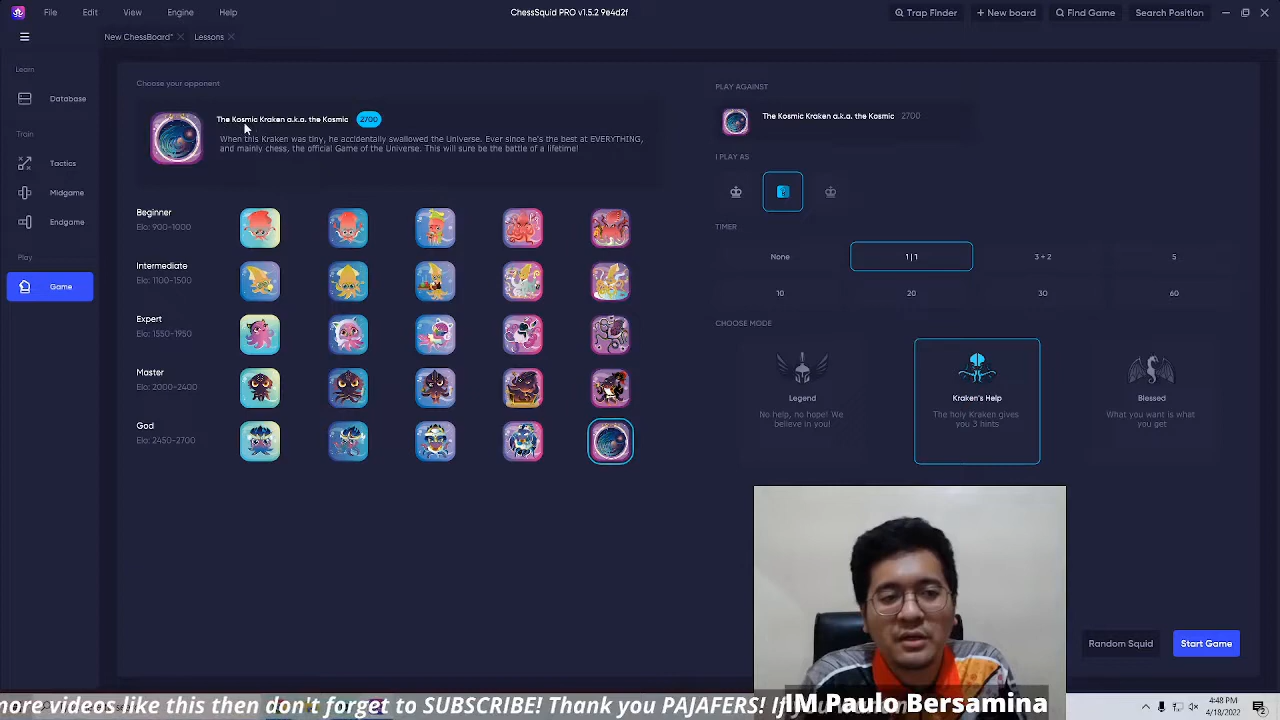 File Edit View Engine Help
ChessSquid PRO v1.5.2 9e4d2f
Trap Finder + New board Find Game Search Position
New ChessBoard* Lessons
Learn
Database
Train
Tactics
Midgame
Endgame
Play
Game
Choose your opponent
The Kosmic Kraken a.k.a. the Kosmic 2700
When this Kraken was tiny, he accidentally swallowed the Universe. Ever since he's the best at EVERYTHING,
and mainly chess, the official Game of the Universe. This will sure be the battle of a lifetime!
Beginner
Elo: 900-1000
Intermediate
Elo: 1100-1500
Expert
Elo: 1550-1950
Master
Elo: 2000-2400
God
Elo: 2450-2700
PLAY AGAINST
The Kosmic Kraken a.k.a. the Kosmic 2700
I PLAY AS
TIMER
None 1 | 1 3 + 2 5
10 20 30 60
CHOOSE MODE
Legend
No help, no hope! We
believe in you!
Kraken's Help
The holy Kraken gives
you 3 hints
Blessed
What you want is what
you get
Random Squid Start Game
more videos like this then don't forget to SUBSCRIBE! Thank you PAJAFERS! If
IM Paulo Bersamina
4:48 PM
4/18/2022